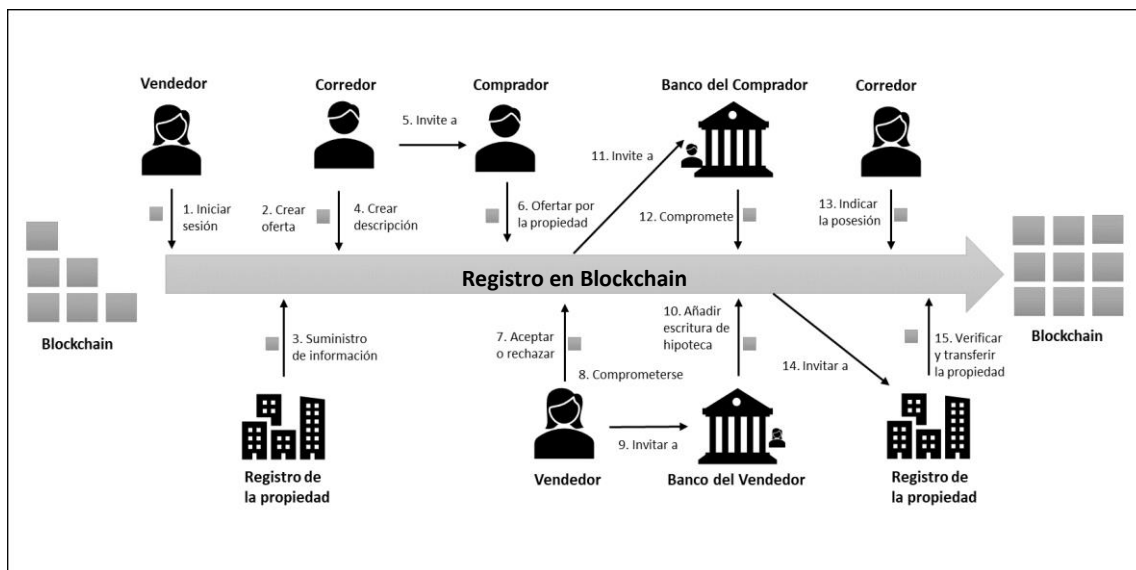 Vendedor
Corredor
Comprador
Banco del Comprador
Corredor
5. Invite a
11. Invite a
1. Iniciar
sesión
2. Crear
oferta
4. Crear
descripción
6. Ofertar por
la propiedad
12. Compromete
13. Indicar
la posesión
Registro en Blockchain
Blockchain
Blockchain
3. Suministro
de información
7. Aceptar
o rechazar
8. Comprometerse
10. Añadir
escritura de
hipoteca
14. Invitar a
15. Verificar
y transferir
la propiedad
9. Invitar a
Registro de
la propiedad
Vendedor
Banco del Vendedor
Registro de
la propiedad